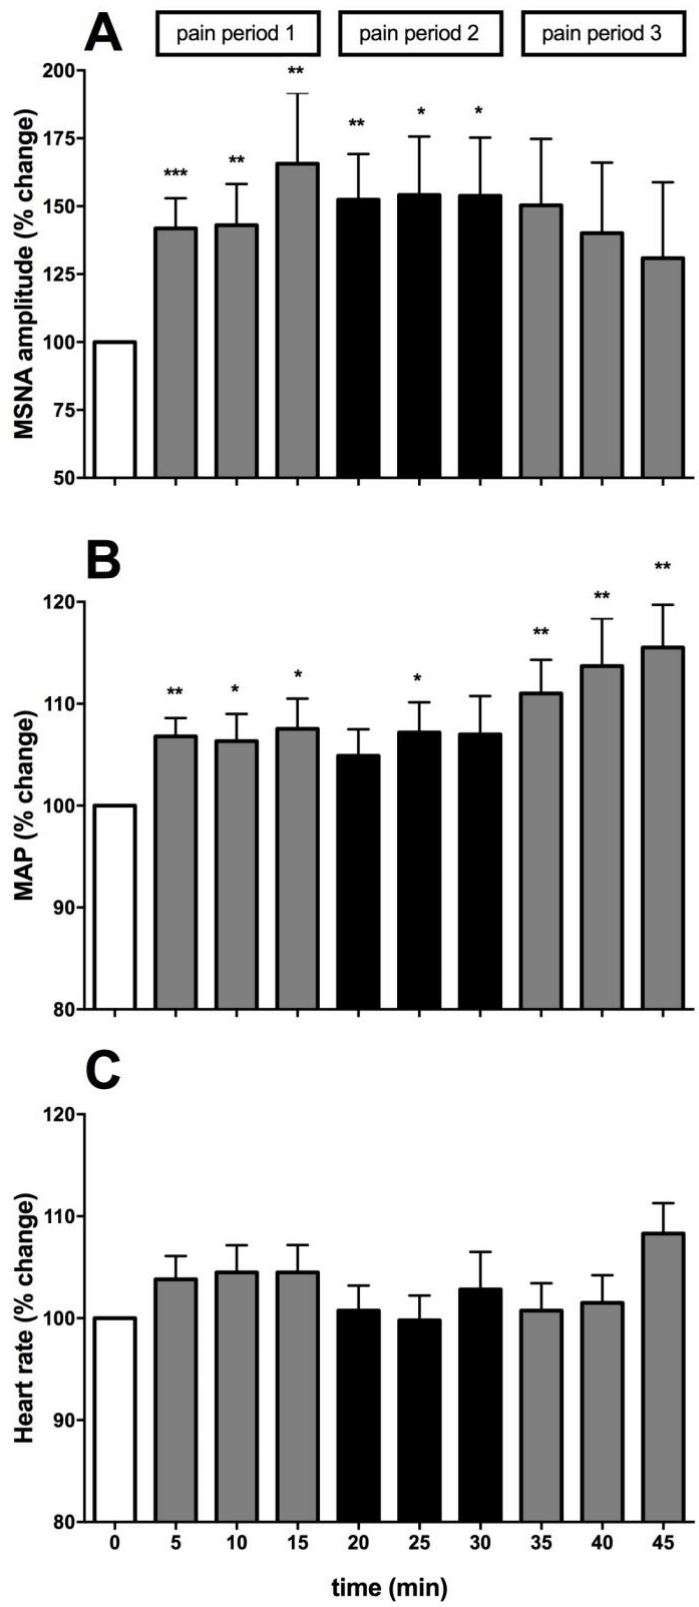 A
pain period 1 pain period 2 pain period 3
MSNA amplitude (% change)
200
175
150
125
100
75
50
*** ** ** ** * *
B
MAP (% change)
120
110
100
90
80
** * * * ** ** **
C
Heart rate (% change)
120
110
100
90
80
0 5 10 15 20 25 30 35 40 45
time (min)